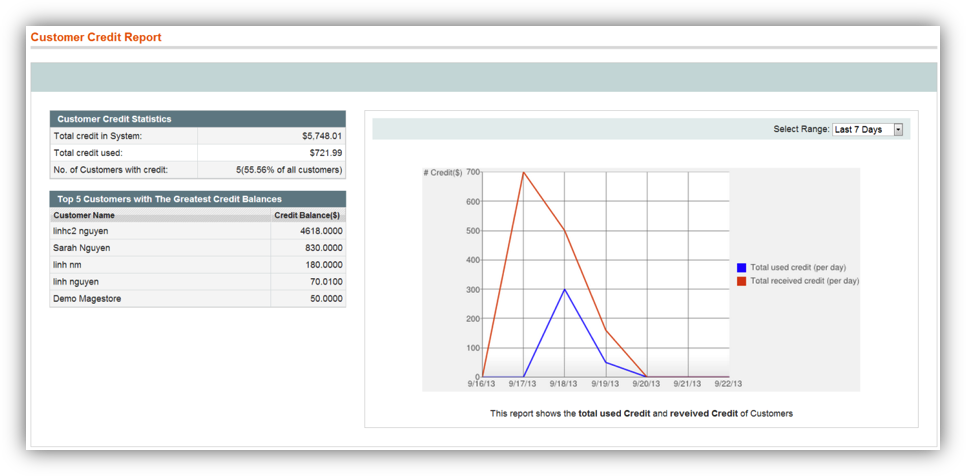 Customer Credit Report
Customer Credit Statistics
Total credit in System: $5,748.01
Total credit used: $721.99
No. of Customers with credit: 5(55.56% of all customers)
Top 5 Customers with The Greatest Credit Balances
Customer Name Credit Balance($)
linhc2 nguyen 4618.0000
Sarah Nguyen 830.0000
linh nm 180.0000
linh nguyen 70.0100
Demo Magestore 50.0000
Select Range: Last 7 Days
# Credit($) 700
600
500
400
300
200
100
0
9/16/13 9/17/13 9/18/13 9/19/13 9/20/13 9/21/13 9/22/13
Total used credit (per day)
Total received credit (per day)
This report shows the total used Credit and reveived Credit of Customers